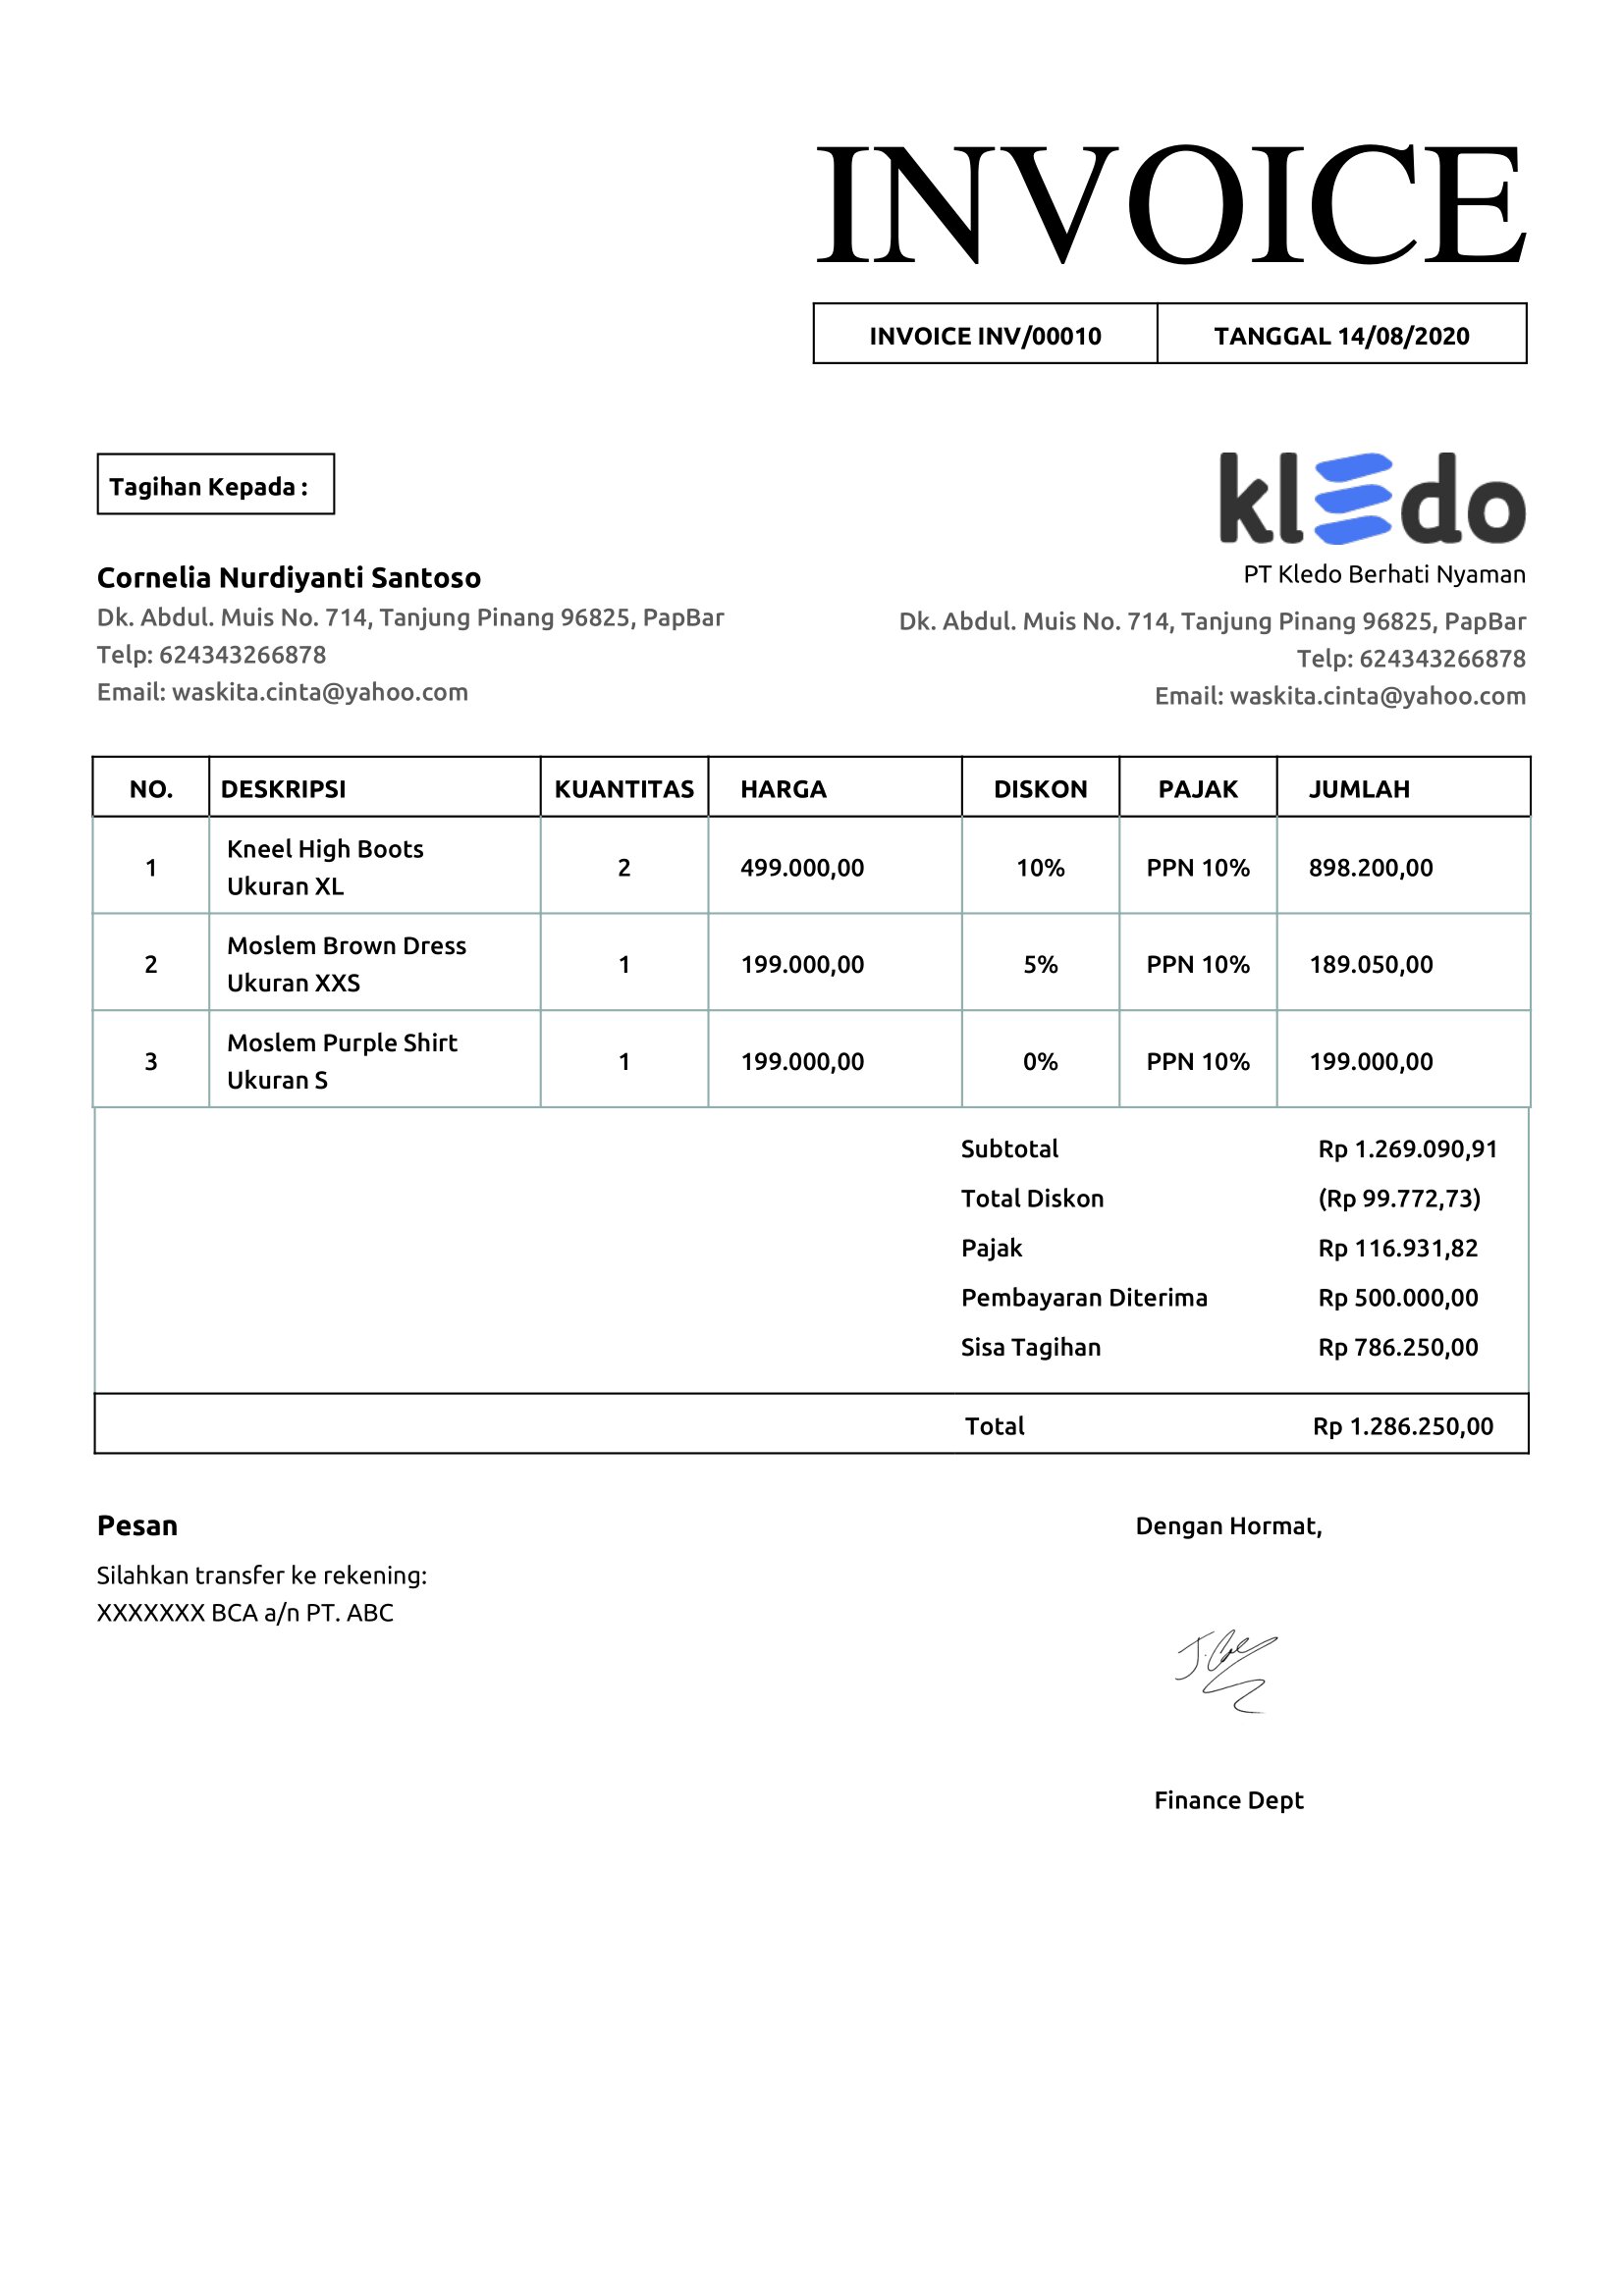 INVOICE
INVOICE INV/00010 TANGGAL 14/08/2020
Tagihan Kepada :
Cornelia Nurdiyanti Santoso
Dk. Abdul. Muis No. 714, Tanjung Pinang 96825, PapBar
Telp: 624343266878
Email: waskita.cinta@yahoo.com
kledo
PT Kledo Berhati Nyaman
Dk. Abdul. Muis No. 714, Tanjung Pinang 96825, PapBar
Telp: 624343266878
Email: waskita.cinta@yahoo.com
NO. DESKRIPSI KUANTITAS HARGA DISKON PAJAK JUMLAH
1 Kneel High Boots 2 499.000,00 10% PPN 10% 898.200,00
Ukuran XL
2 Moslem Brown Dress 1 199.000,00 5% PPN 10% 189.050,00
Ukuran XXS
3 Moslem Purple Shirt 1 199.000,00 0% PPN 10% 199.000,00
Ukuran S
Subtotal Rp 1.269.090,91
Total Diskon (Rp 99.772,73)
Pajak Rp 116.931,82
Pembayaran Diterima Rp 500.000,00
Sisa Tagihan Rp 786.250,00
Total Rp 1.286.250,00
Pesan
Silahkan transfer ke rekening:
XXXXXXX BCA a/n PT. ABC
Dengan Hormat,
Finance Dept